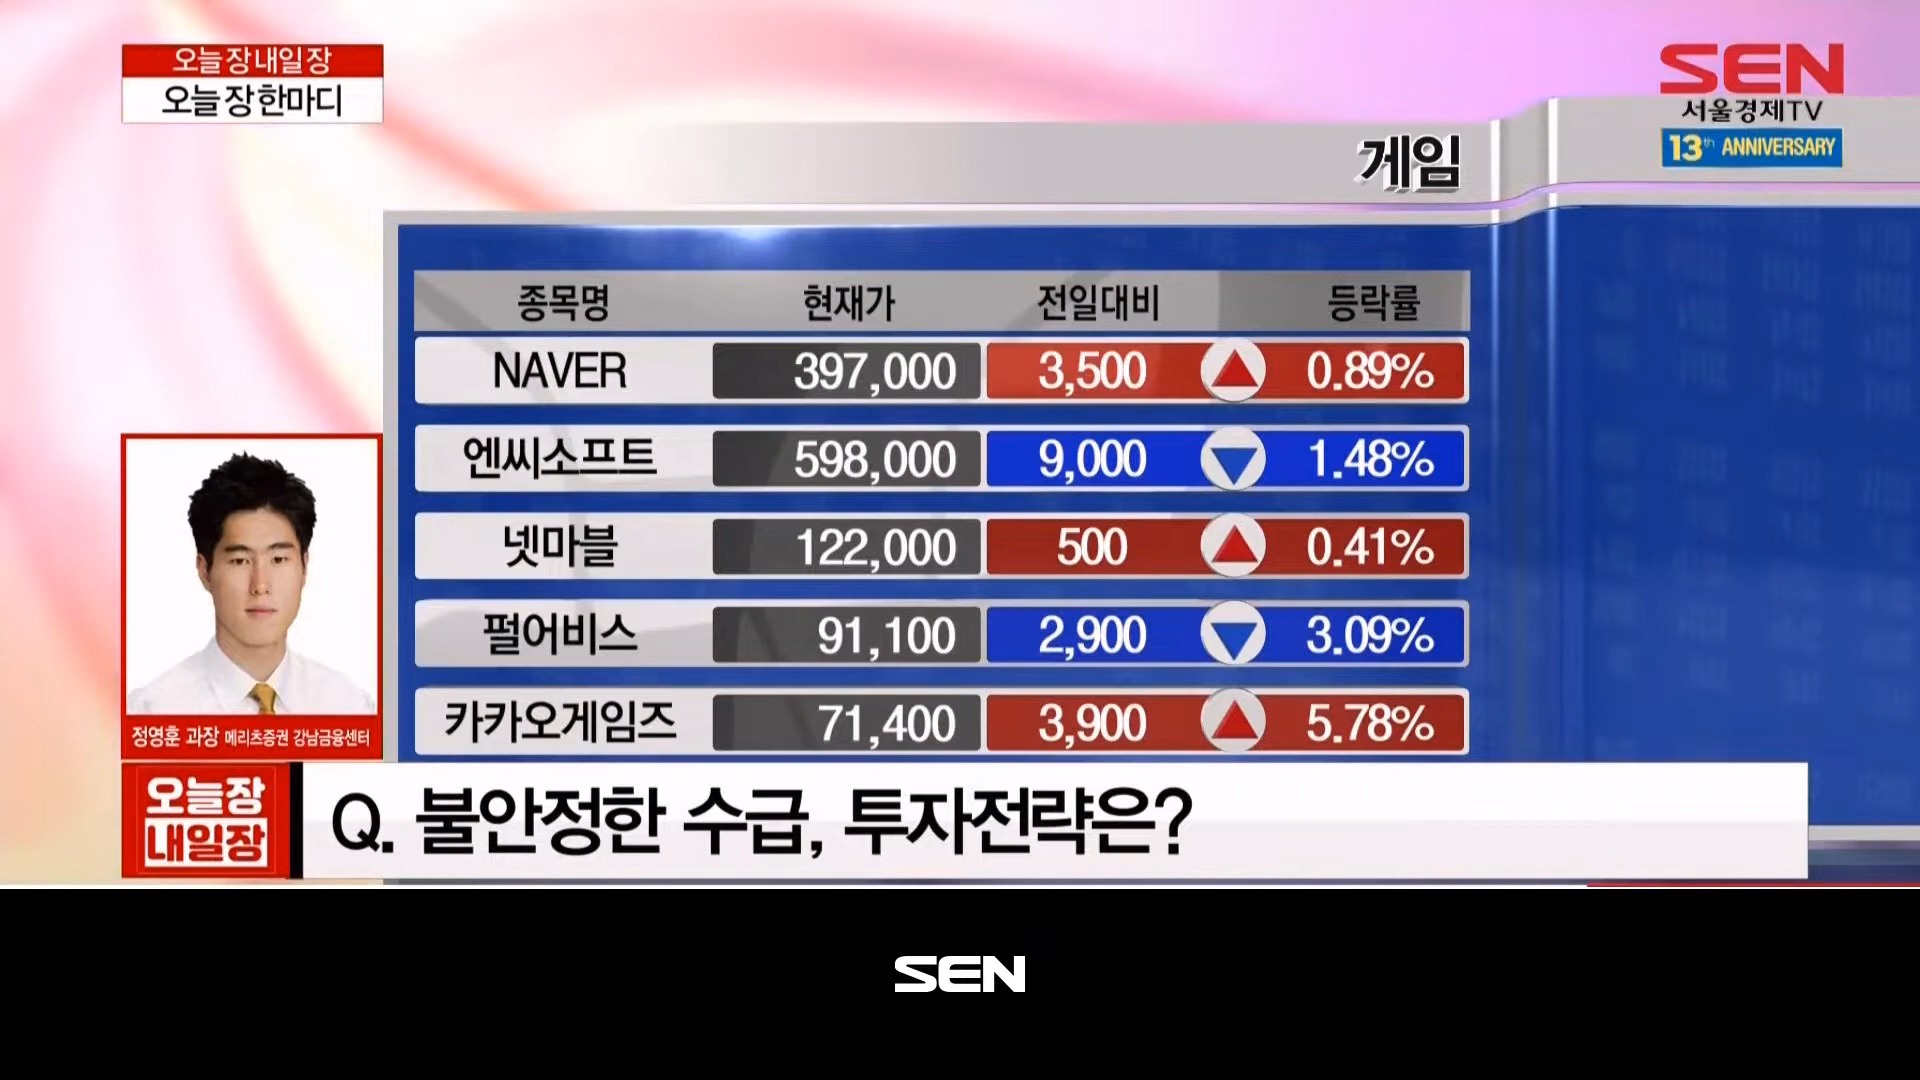 오늘장내일장
오늘장한마디
SEN
서울경제TV
13th ANNIVERSARY
게임
종목명 현재가 전일대비 등락률
NAVER 397,000 3,500 ▲ 0.89%
엔씨소프트 598,000 9,000 ▼ 1.48%
넷마블 122,000 500 ▲ 0.41%
펄어비스 91,100 2,900 ▼ 3.09%
카카오게임즈 71,400 3,900 ▲ 5.78%
정영훈 과장 메리츠증권 강남금융센터
오늘장
내일장
Q. 불안정한 수급, 투자전략은?
SEN